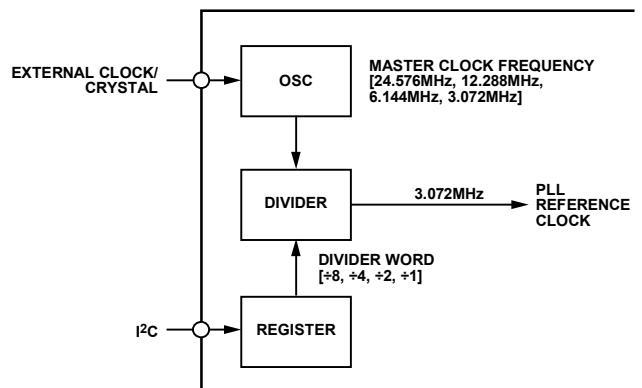 EXTERNAL CLOCK/
CRYSTAL
OSC
MASTER CLOCK FREQUENCY
[24.576MHz, 12.288MHz,
6.144MHz, 3.072MHz]
DIVIDER
3.072MHz
PLL
REFERENCE
CLOCK
DIVIDER WORD
[÷8, ÷4, ÷2, ÷1]
I²C
REGISTER